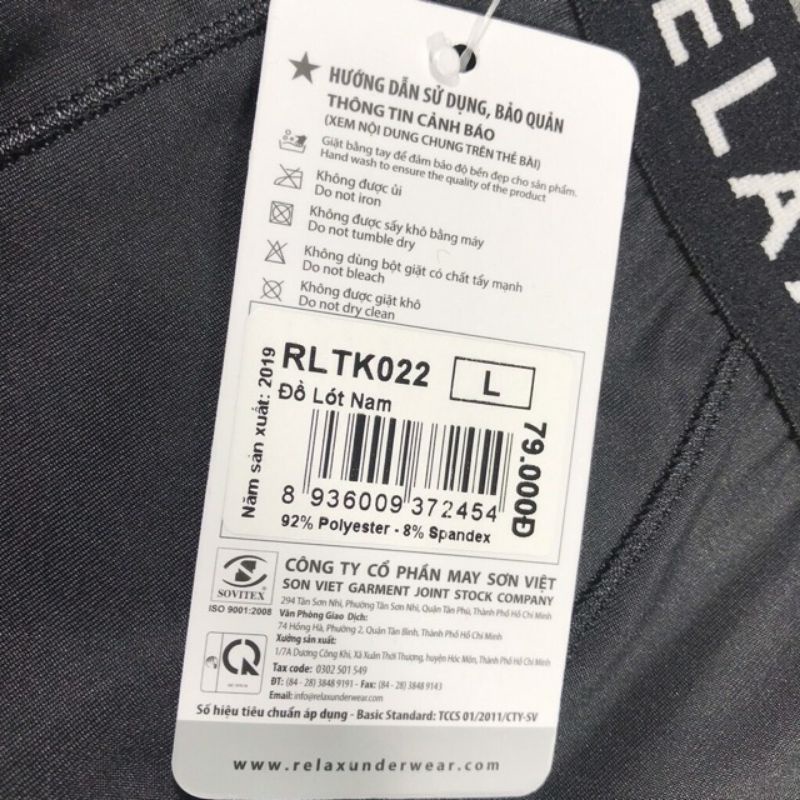 ELA
HƯỚNG DẪN SỬ DỤNG, BẢO QUẢN
THÔNG TIN CẢNH BÁO
(XEM NỘI DUNG CHUNG TRÊN THẺ BÀI)
Giặt bằng tay để đảm bảo độ bền đẹp cho sản phẩm.
Hand wash to ensure the quality of the product
Không được ủi
Do not iron
Không được sấy khô bằng máy
Do not tumble dry
Không dùng bột giặt có chất tẩy mạnh
Do not bleach
Không được giặt khô
Do not dry clean
RLTK022 L
Đồ Lót Nam
Năm sản xuất: 2019
79.000Đ
8 936009 372454
92% Polyester - 8% Spandex
SOVITEX
ISO 9001:2008
CÔNG TY CỔ PHẦN MAY SƠN VIỆT
SON VIET GARMENT JOINT STOCK COMPANY
294 Tân Sơn Nhì, Phường Tân Sơn Nhì, Quận Tân Phú, Thành Phố Hồ Chí Minh
Văn Phòng Giao Dịch:
74 Hồng Hà, Phường 2, Quận Tân Bình, Thành Phố Hồ Chí Minh
Xưởng sản xuất:
1/7A Dương Công Khi, Xã Xuân Thới Thượng, huyện Hóc Môn, Thành Phố Hồ Chí Minh
Tax code: 0302 501 549
ĐT: (84 - 28) 3848 9191 - Fax: (84 - 28) 3848 9143
Email: info@relaxunderwear.com
Số hiệu tiêu chuẩn áp dụng - Basic Standard: TCCS 01/2011/CTY-SV
www.relaxunderwear.com